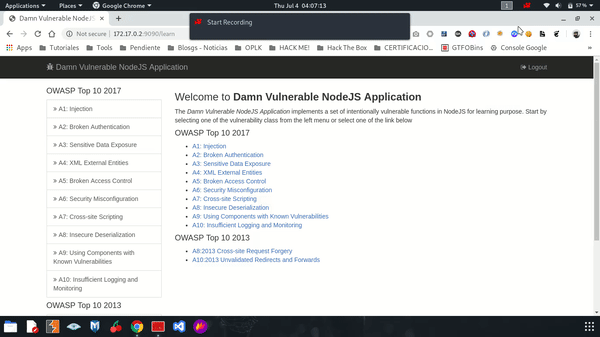 Applications ▾ Places ▾ Google Chrome ▾ Thu Jul 4 04:07:13 1 57 % ▾
Start Recording
Damn Vulnerable NodeJS
Not secure | 172.17.0.2:9090/learn
Tutoriales Tools Pendiente Blosgs - Noticias OPLK HACK ME! Hack The Box CERTIFICACIO... GTFOBins Console Google
Damn Vulnerable NodeJS Application Logout
OWASP Top 10 2017
» A1: Injection
» A2: Broken Authentication
» A3: Sensitive Data Exposure
» A4: XML External Entities
» A5: Broken Access Control
» A6: Security Misconfiguration
» A7: Cross-site Scripting
» A8: Insecure Deserialization
» A9: Using Components with
Known Vulnerabilities
» A10: Insufficient Logging and
Monitoring
OWASP Top 10 2013
Welcome to Damn Vulnerable NodeJS Application
The Damn Vulnerable NodeJS Application implements a set of intentionally vulnerable functions in NodeJS for learning purpose. Start by
selecting one of the vulnerability class from the left menu or select one of the link below
OWASP Top 10 2017
• A1: Injection
• A2: Broken Authentication
• A3: Sensitive Data Exposure
• A4: XML External Entities
• A5: Broken Access Control
• A6: Security Misconfiguration
• A7: Cross-site Scripting
• A8: Insecure Deserialization
• A9: Using Components with Known Vulnerabilities
• A10: Insufficient Logging and Monitoring
OWASP Top 10 2013
• A8:2013 Cross-site Request Forgery
• A10:2013 Unvalidated Redirects and Forwards